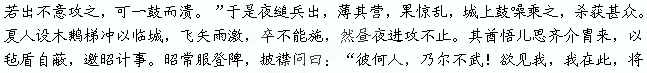 若出不意攻之，可一鼓而溃。”于是夜缒兵出，薄其营，果惊乱，城上鼓噪乘之，杀获甚众。
夏人设木鹅梯冲以临城，飞矢雨激，卒不能施，然昼夜进攻不止。其酋悟儿思齐介胄来，以
毡盾自蔽，邀昭计事。昭常服登陴，披襟问曰：“彼何人，乃尔不武！欲见我，我在此，将